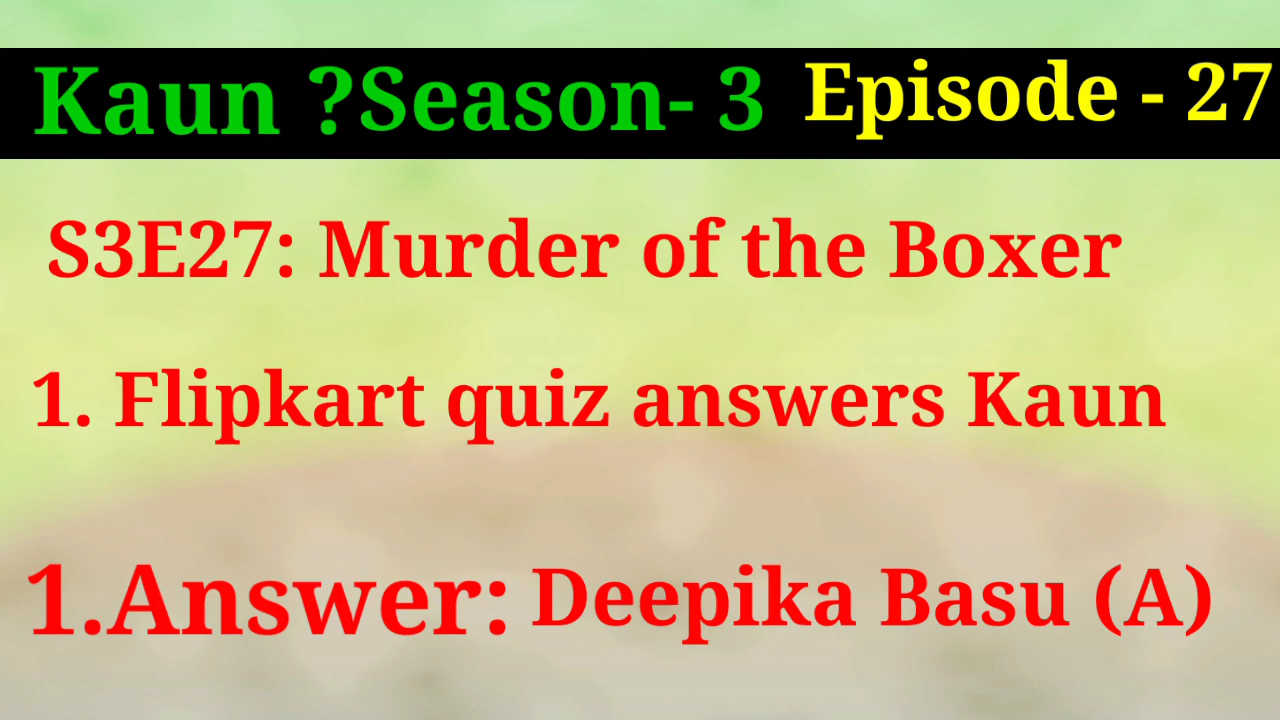 Kaun ?Season- 3 Episode - 27
S3E27: Murder of the Boxer
1. Flipkart quiz answers Kaun
1.Answer: Deepika Basu (A)